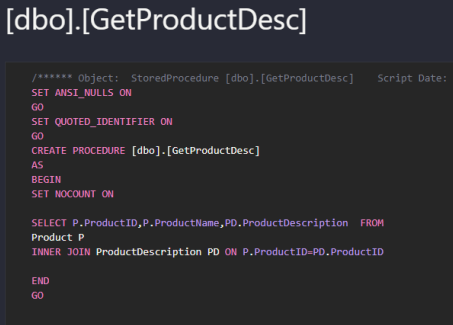 [dbo].[GetProductDesc]
/****** Object:  StoredProcedure [dbo].[GetProductDesc]    Script Date:
SET ANSI_NULLS ON
GO
SET QUOTED_IDENTIFIER ON
GO
CREATE PROCEDURE [dbo].[GetProductDesc]
AS
BEGIN
SET NOCOUNT ON
SELECT P.ProductID,P.ProductName,PD.ProductDescription  FROM
Product P
INNER JOIN ProductDescription PD ON P.ProductID=PD.ProductID
END
GO